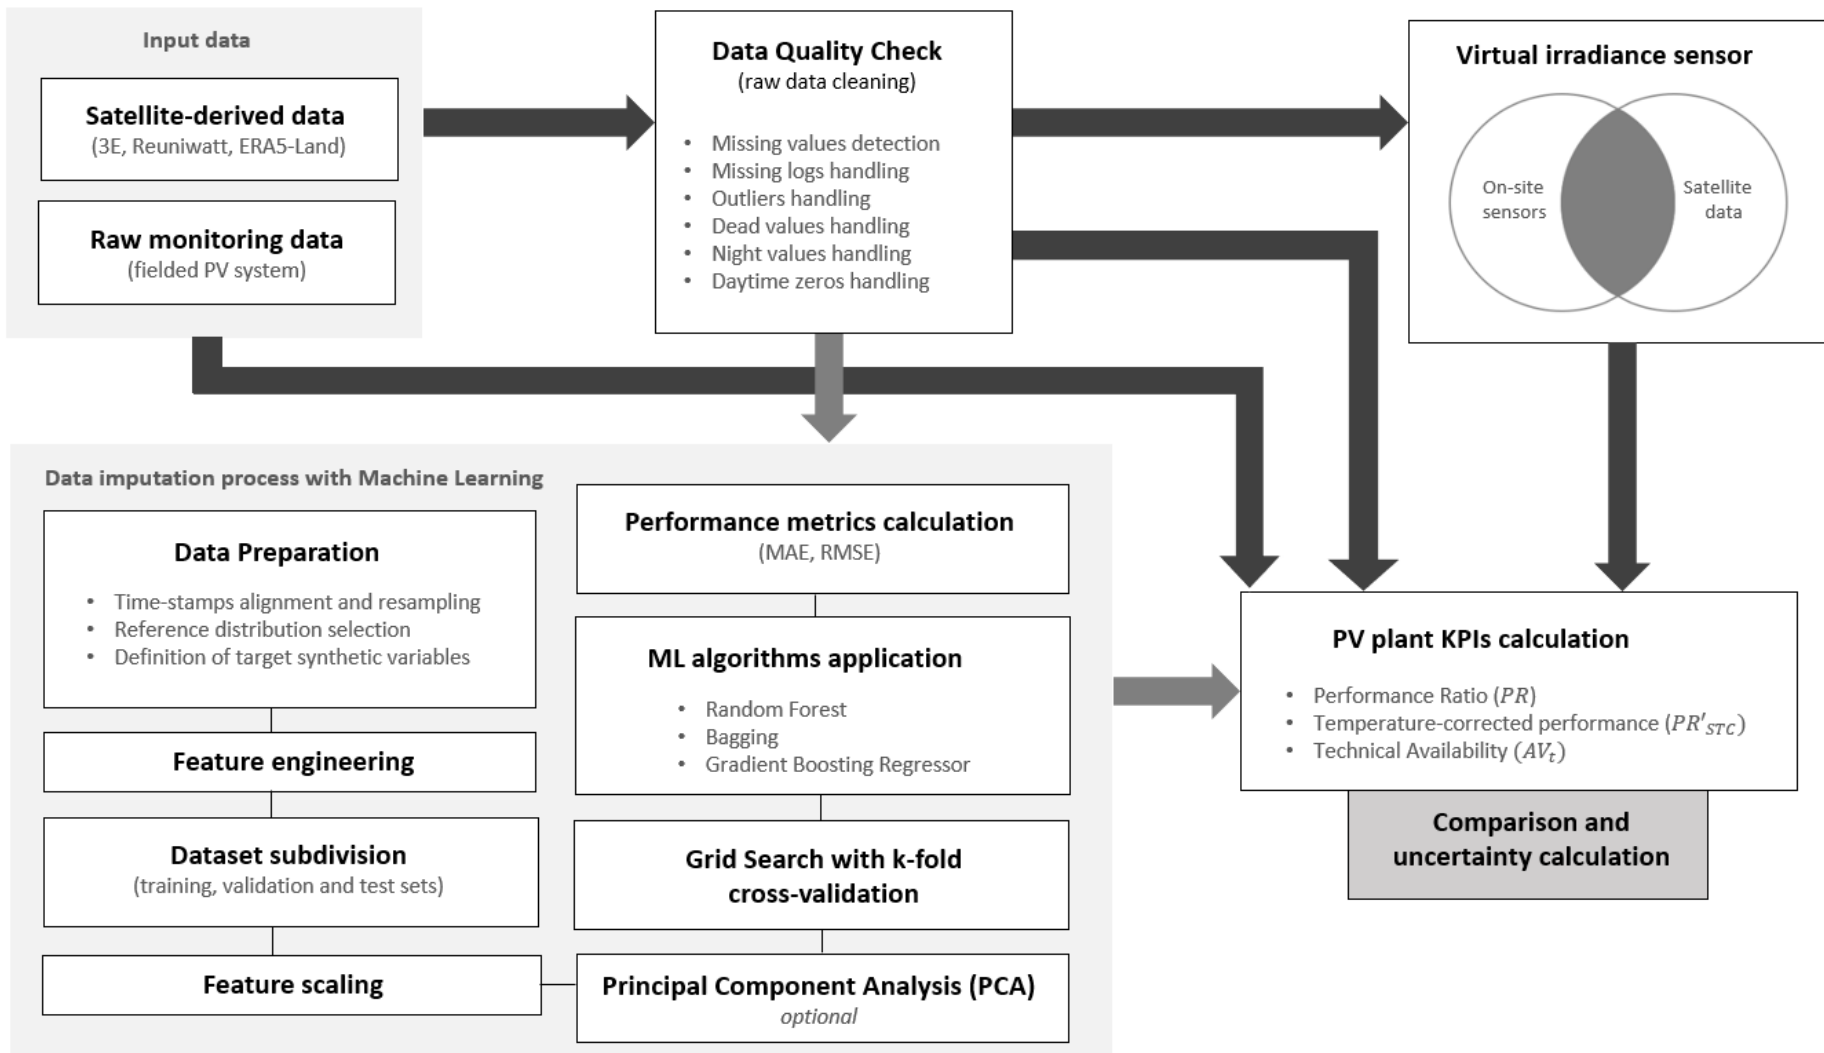 Input data
Satellite-derived data
(3E, Reuniwatt, ERA5-Land)
Raw monitoring data
(fielded PV system)
Data Quality Check
(raw data cleaning)
• Missing values detection
• Missing logs handling
• Outliers handling
• Dead values handling
• Night values handling
• Daytime zeros handling
Virtual irradiance sensor
On-site
sensors
Satellite
data
Data imputation process with Machine Learning
Data Preparation
• Time-stamps alignment and resampling
• Reference distribution selection
• Definition of target synthetic variables
Feature engineering
Dataset subdivision
(training, validation and test sets)
Feature scaling
Performance metrics calculation
(MAE, RMSE)
ML algorithms application
• Random Forest
• Bagging
• Gradient Boosting Regressor
Grid Search with k-fold
cross-validation
Principal Component Analysis (PCA)
optional
PV plant KPIs calculation
• Performance Ratio (PR)
• Temperature-corrected performance (PR'STC)
• Technical Availability (AVt)
Comparison and
uncertainty calculation